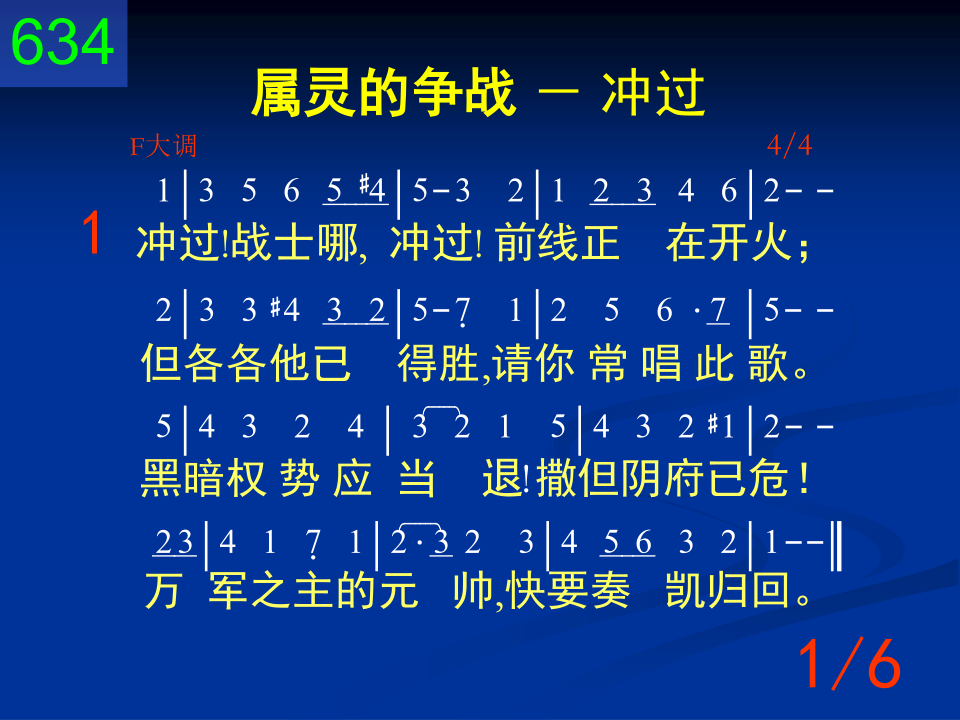 634
属灵的争战 － 冲过
F大调 4/4
1|3 5 6 5 #4|5-3 2|1 2 3 4 6|2- -
1 冲过!战士哪, 冲过! 前线正 在开火；
2|3 3 #4 3 2|5-7̣ 1|2 5 6 · 7|5- -
但各各他已 得胜,请你 常 唱 此 歌。
5|4 3 2 4| 3 2 1 5|4 3 2 #1|2- -
黑暗权 势 应 当 退! 撒但阴府已危！
2 3|4 1 7̣ 1|2 · 3 2 3|4 5 6 3 2|1--‖
万 军之主的元 帅,快要奏 凯归回。
1/6